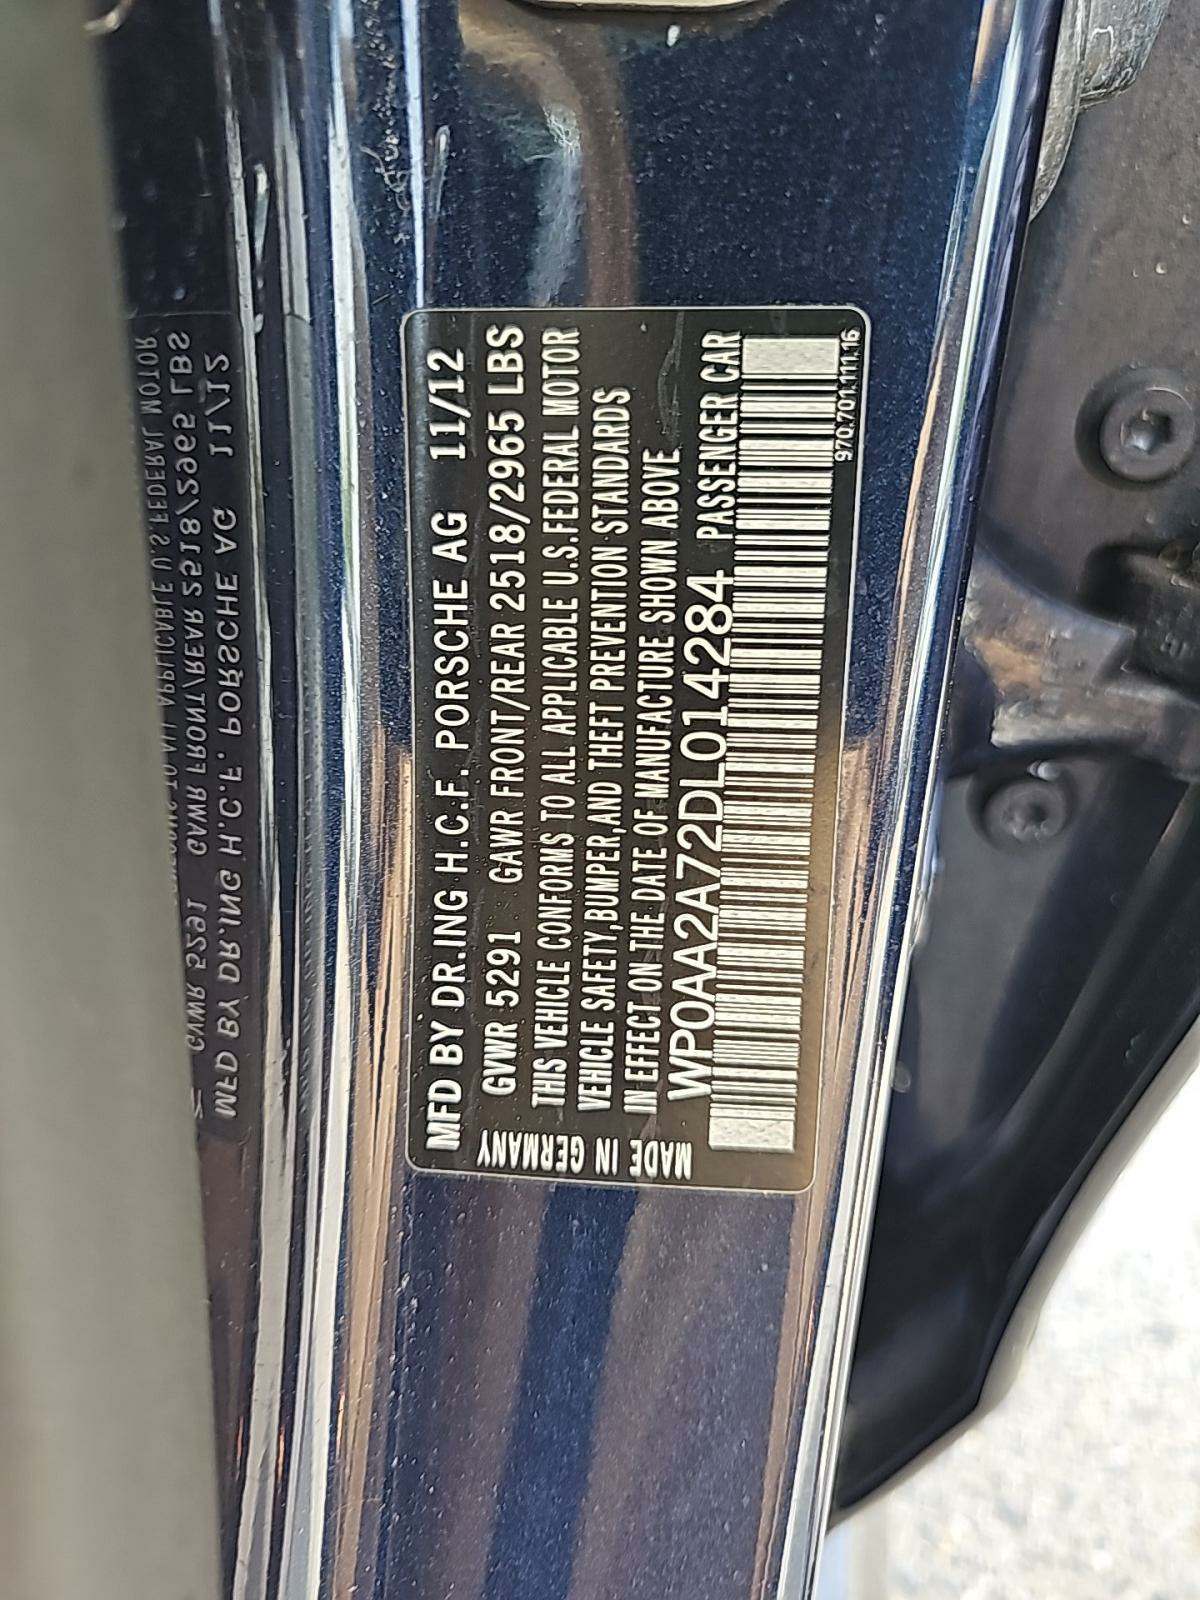 MFD BY DR.ING H.C.F. PORSCHE AG 11/12
GVWR 5291 GAWR FRONT/REAR 2518/2965 LBS
THIS VEHICLE CONFORMS TO ALL APPLICABLE U.S.FEDERAL MOTOR
VEHICLE SAFETY,BUMPER,AND THEFT PREVENTION STANDARDS
IN EFFECT ON THE DATE OF MANUFACTURE SHOWN ABOVE
WP0AA2A72DL014284 PASSENGER CAR
MADE IN GERMANY
970.701.111.16